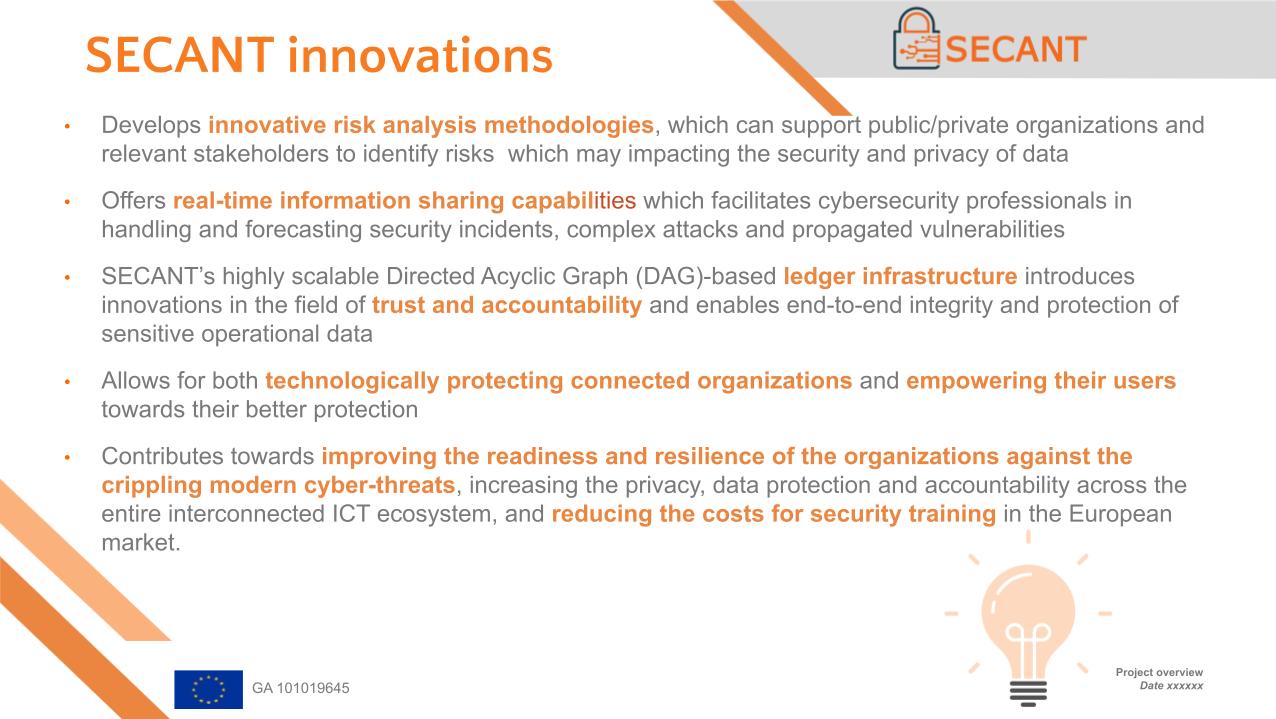 SECANT innovations
SECANT
• Develops innovative risk analysis methodologies, which can support public/private organizations and
relevant stakeholders to identify risks  which may impacting the security and privacy of data
• Offers real-time information sharing capabilities which facilitates cybersecurity professionals in
handling and forecasting security incidents, complex attacks and propagated vulnerabilities
• SECANT’s highly scalable Directed Acyclic Graph (DAG)-based ledger infrastructure introduces
innovations in the field of trust and accountability and enables end-to-end integrity and protection of
sensitive operational data
• Allows for both technologically protecting connected organizations and empowering their users
towards their better protection
• Contributes towards improving the readiness and resilience of the organizations against the
crippling modern cyber-threats, increasing the privacy, data protection and accountability across the
entire interconnected ICT ecosystem, and reducing the costs for security training in the European
market.
GA 101019645
Project overview
Date xxxxxx